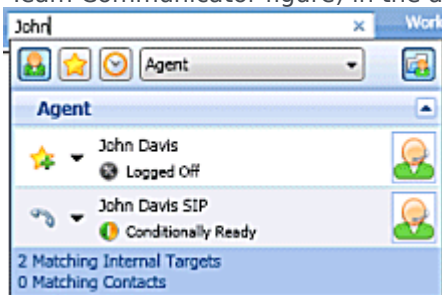 Team Communicator figure, in the a
John
Work
Agent
Agent
John Davis
Logged Off
John Davis SIP
Conditionally Ready
2 Matching Internal Targets
0 Matching Contacts